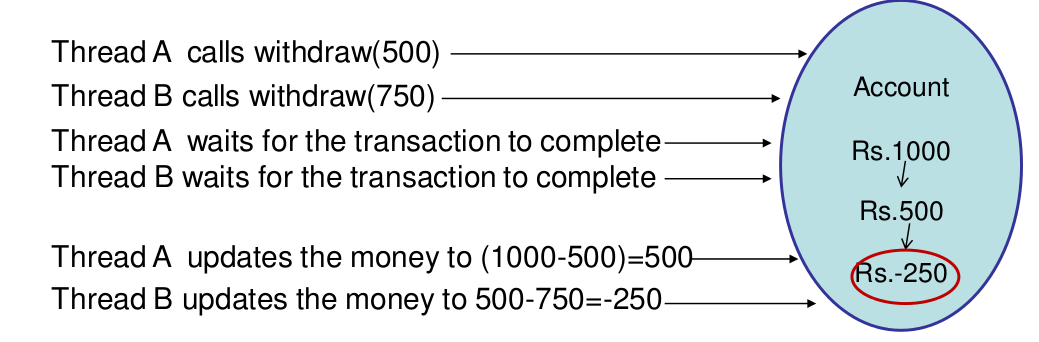 Thread A  calls withdraw(500)
Thread B calls withdraw(750)
Thread A  waits for the transaction to complete
Thread B waits for the transaction to complete
Thread A  updates the money to (1000-500)=500
Thread B updates the money to 500-750=-250
Account
Rs.1000
Rs.500
Rs.-250